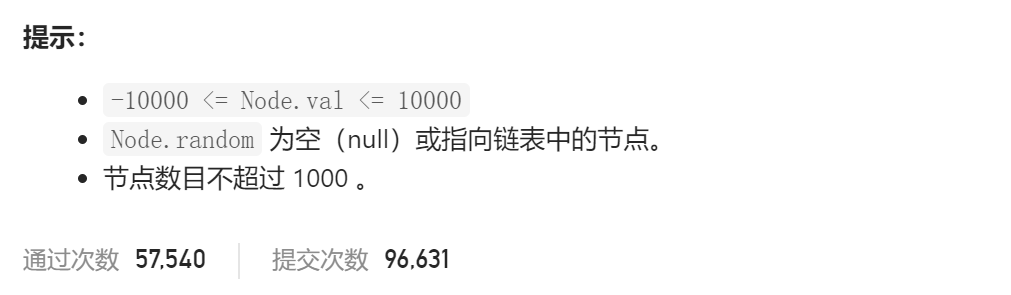 提示：
-10000 <= Node.val <= 10000
Node.random 为空（null）或指向链表中的节点。
节点数目不超过 1000 。
通过次数 57,540 提交次数 96,631